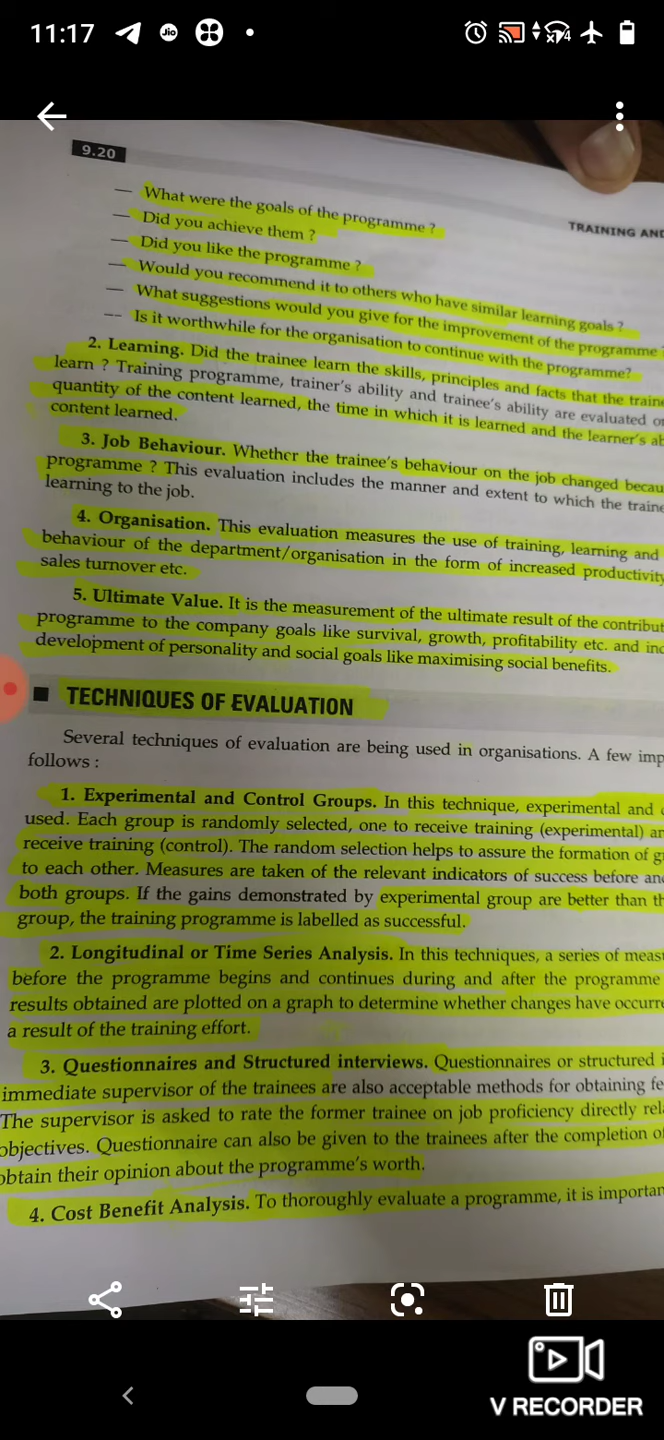 11:17
Jio
9.20
TRAINING AND
— What were the goals of the programme ?
— Did you achieve them ?
— Did you like the programme ?
— Would you recommend it to others who have similar learning goals ?
— What suggestions would you give for the improvement of the programme ?
-- Is it worthwhile for the organisation to continue with the programme?
2. Learning. Did the trainee learn the skills, principles and facts that the
learn ? Training programme, trainer's ability and trainee's ability are evaluated
quantity of the content learned, the time in which it is learned and the learner's
content learned.
3. Job Behaviour. Whether the trainee's behaviour on the job changed
programme ? This evaluation includes the manner and extent to which the
learning to the job.
4. Organisation. This evaluation measures the use of training, learning and
behaviour of the department/organisation in the form of increased productivity
sales turnover etc.
5. Ultimate Value. It is the measurement of the ultimate result of the
programme to the company goals like survival, growth, profitability etc. and
development of personality and social goals like maximising social benefits.
■ TECHNIQUES OF EVALUATION
Several techniques of evaluation are being used in organisations. A few
follows :
1. Experimental and Control Groups. In this technique, experimental and
used. Each group is randomly selected, one to receive training (experimental)
receive training (control). The random selection helps to assure the formation of
to each other. Measures are taken of the relevant indicators of success before
both groups. If the gains demonstrated by experimental group are better than
group, the training programme is labelled as successful.
2. Longitudinal or Time Series Analysis. In this techniques, a series of
before the programme begins and continues during and after the programme
results obtained are plotted on a graph to determine whether changes have
a result of the training effort.
3. Questionnaires and Structured interviews. Questionnaires or structured
immediate supervisor of the trainees are also acceptable methods for obtaining
The supervisor is asked to rate the former trainee on job proficiency directly
objectives. Questionnaire can also be given to the trainees after the completion of
obtain their opinion about the programme's worth.
4. Cost Benefit Analysis. To thoroughly evaluate a programme, it is
V RECORDER